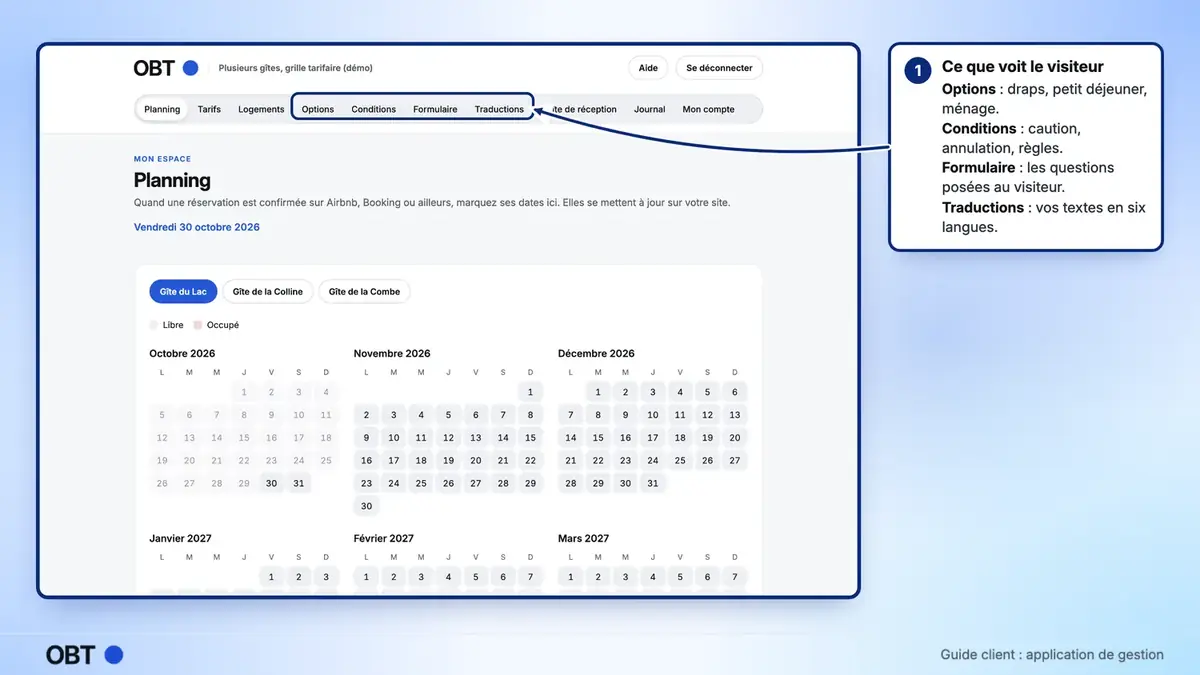 OBT
Plusieurs gîtes, grille tarifaire (démo)
Aide
Se déconnecter
Planning Tarifs Logements Options Conditions Formulaire Traductions de réception Journal Mon compte
MON ESPACE
Planning
Quand une réservation est confirmée sur Airbnb, Booking ou ailleurs, marquez ses dates ici. Elles se mettent à jour sur votre site.
Vendredi 30 octobre 2026
Gîte du Lac Gîte de la Colline Gîte de la Combe
Libre Occupé
Octobre 2026
L M M J V S D
1 2 3 4
5 6 7 8 9 10 11
12 13 14 15 16 17 18
19 20 21 22 23 24 25
26 27 28 29 30 31
Novembre 2026
L M M J V S D
1
2 3 4 5 6 7 8
9 10 11 12 13 14 15
16 17 18 19 20 21 22
23 24 25 26 27 28 29
30
Décembre 2026
L M M J V S D
1 2 3 4 5 6
7 8 9 10 11 12 13
14 15 16 17 18 19 20
21 22 23 24 25 26 27
28 29 30 31
Janvier 2027
L M M J V S D
1 2 3
Février 2027
L M M J V S D
1 2 3 4 5 6 7
Mars 2027
L M M J V S D
1 2 3 4 5 6 7
1
Ce que voit le visiteur
Options : draps, petit déjeuner,
ménage.
Conditions : caution,
annulation, règles.
Formulaire : les questions
posées au visiteur.
Traductions : vos textes en six
langues.
OBT
Guide client : application de gestion